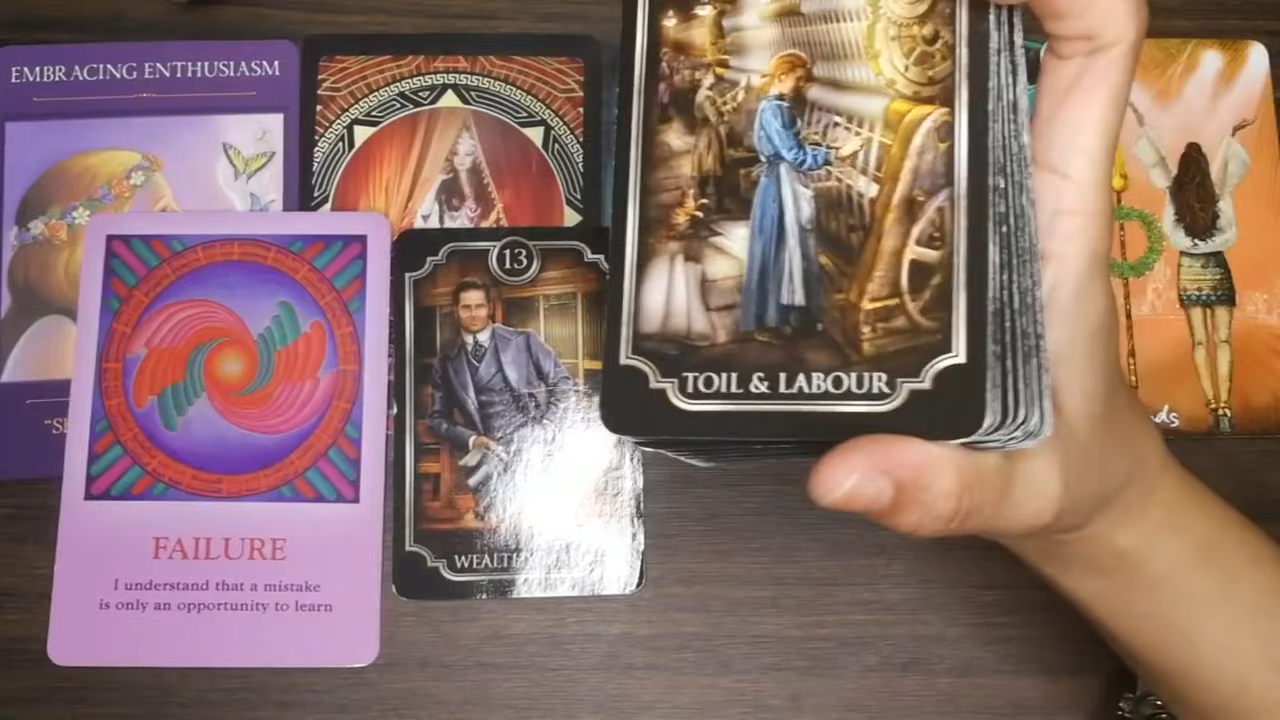 EMBRACING ENTHUSIASM
13
TOIL & LABOUR
FAILURE
I understand that a mistake
is only an opportunity to learn